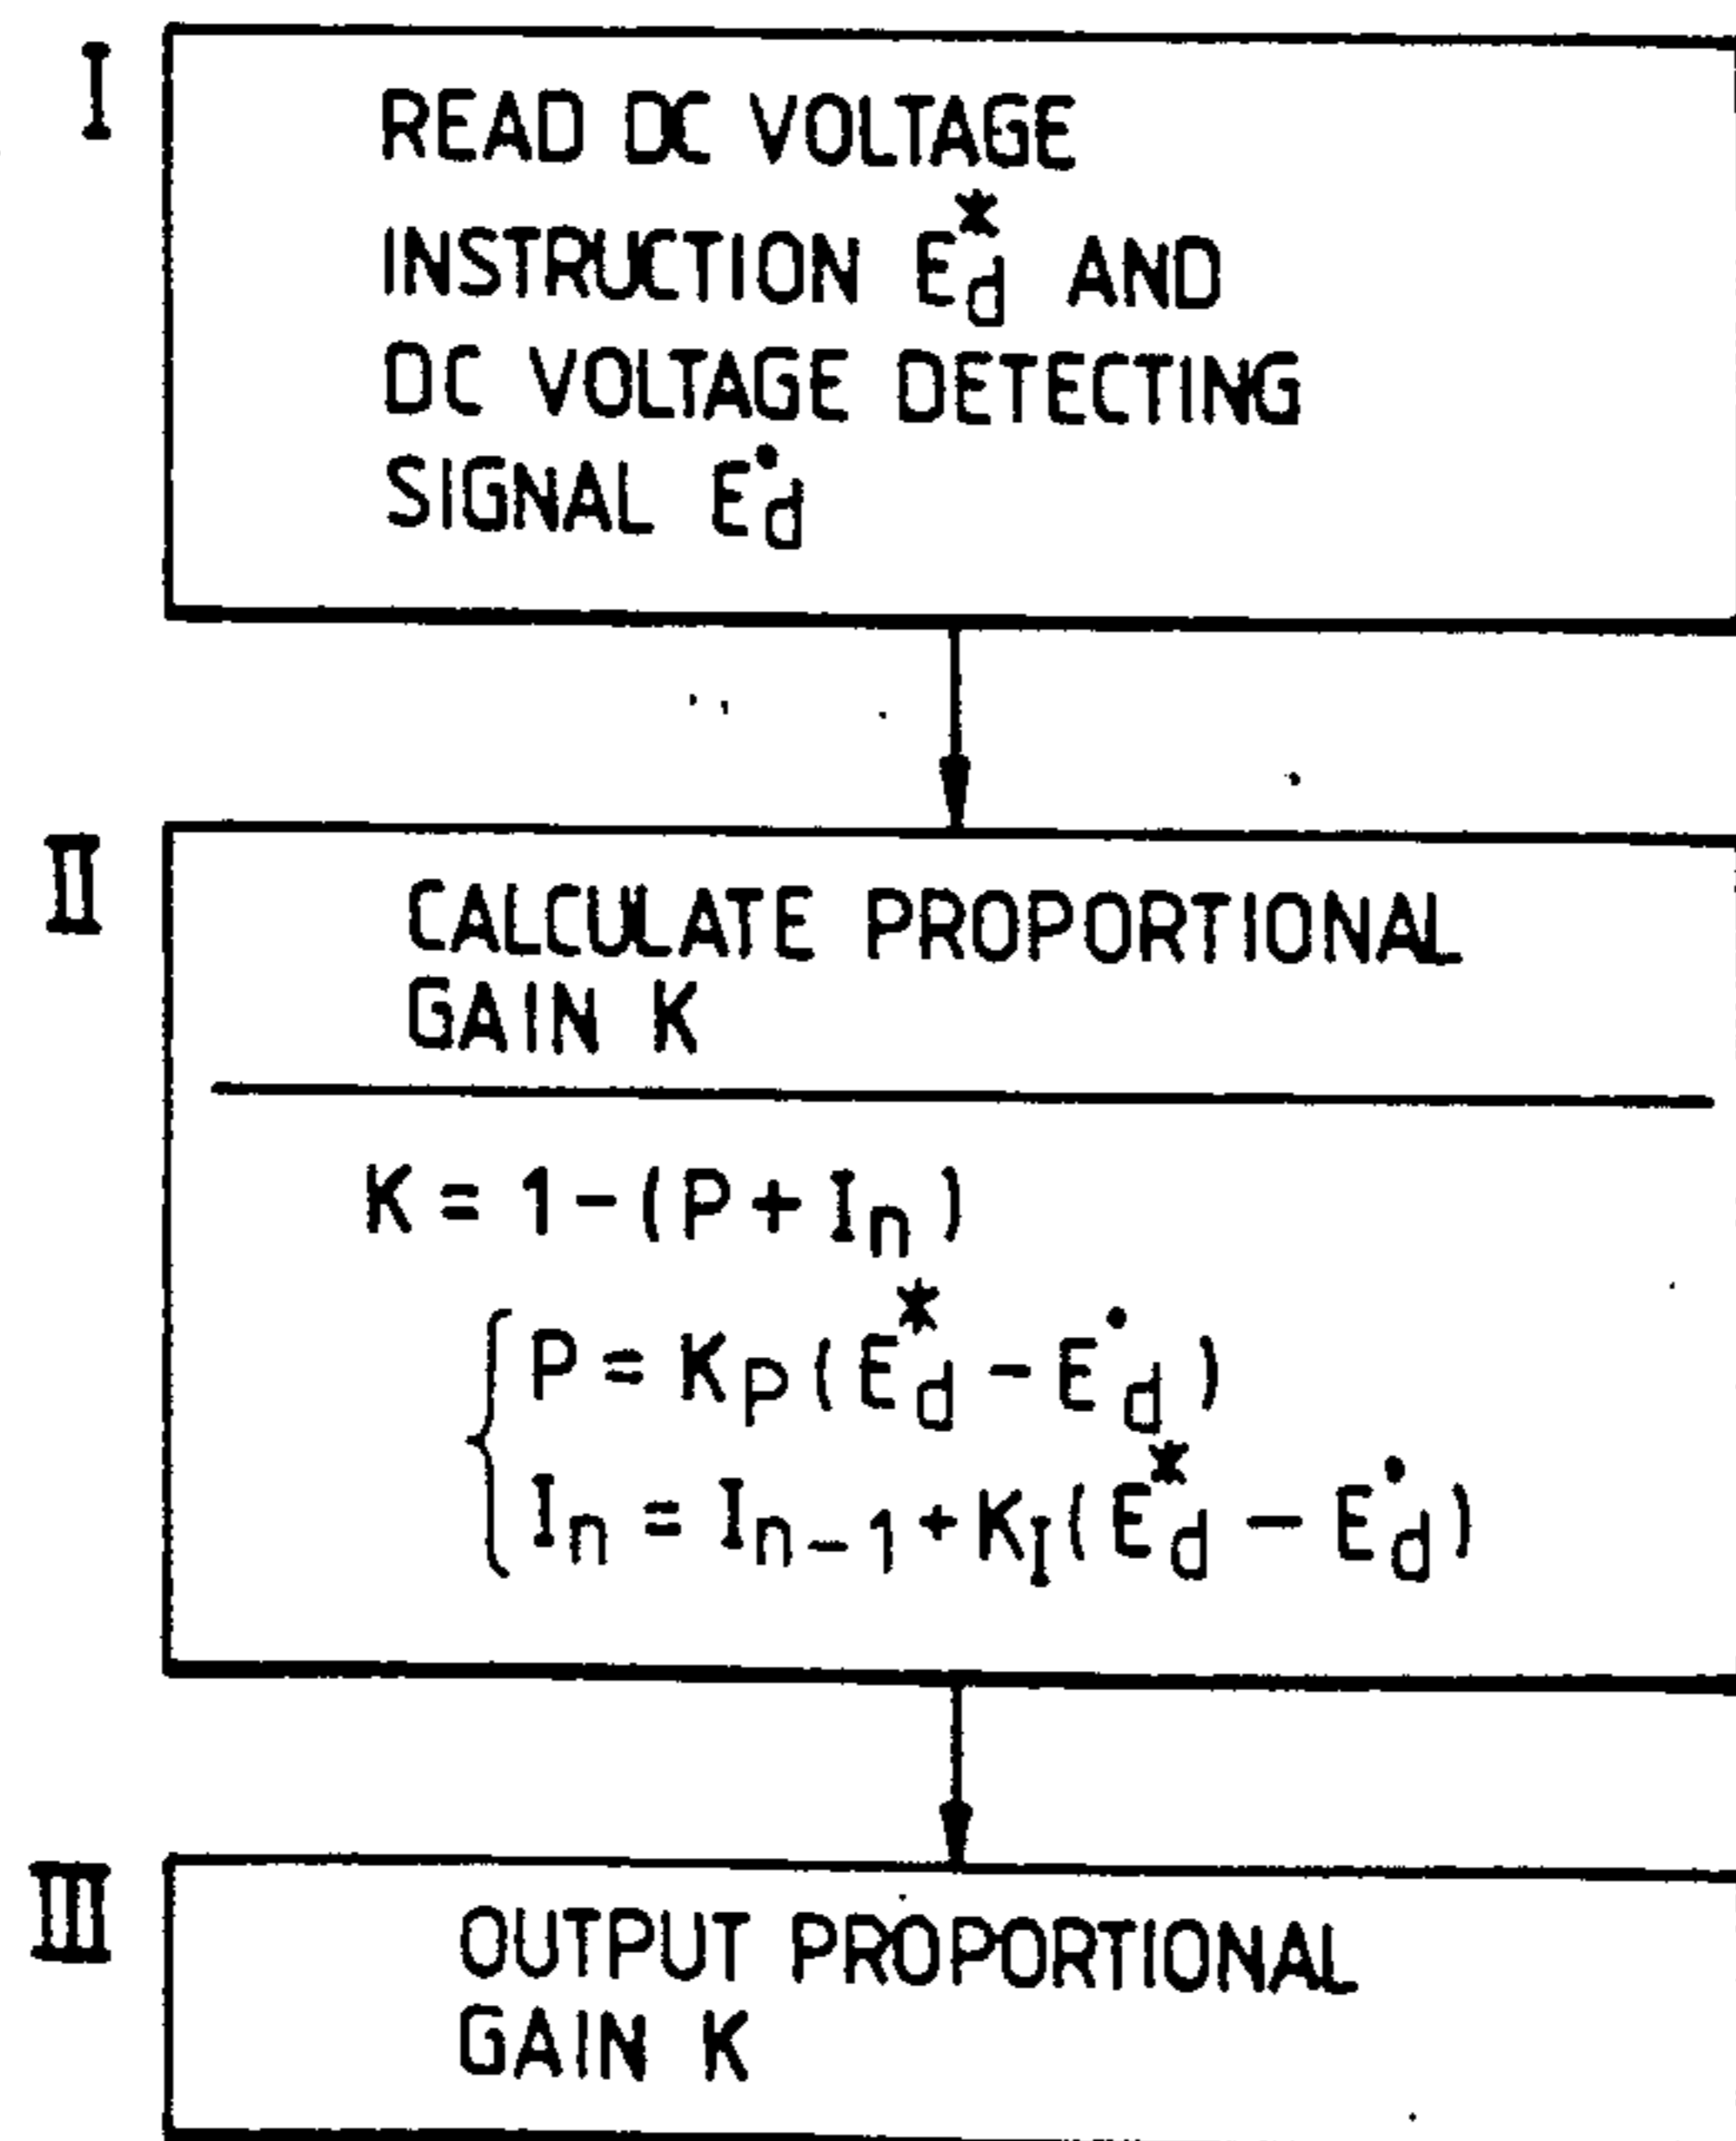 I
READ DC VOLTAGE
INSTRUCTION E*d AND
DC VOLTAGE DETECTING
SIGNAL E•d
II
CALCULATE PROPORTIONAL
GAIN K
K = 1 - (P + In)
P = KP (E*d - E•d)
In = In-1 + KI (E*d - E•d)
III
OUTPUT PROPORTIONAL
GAIN K